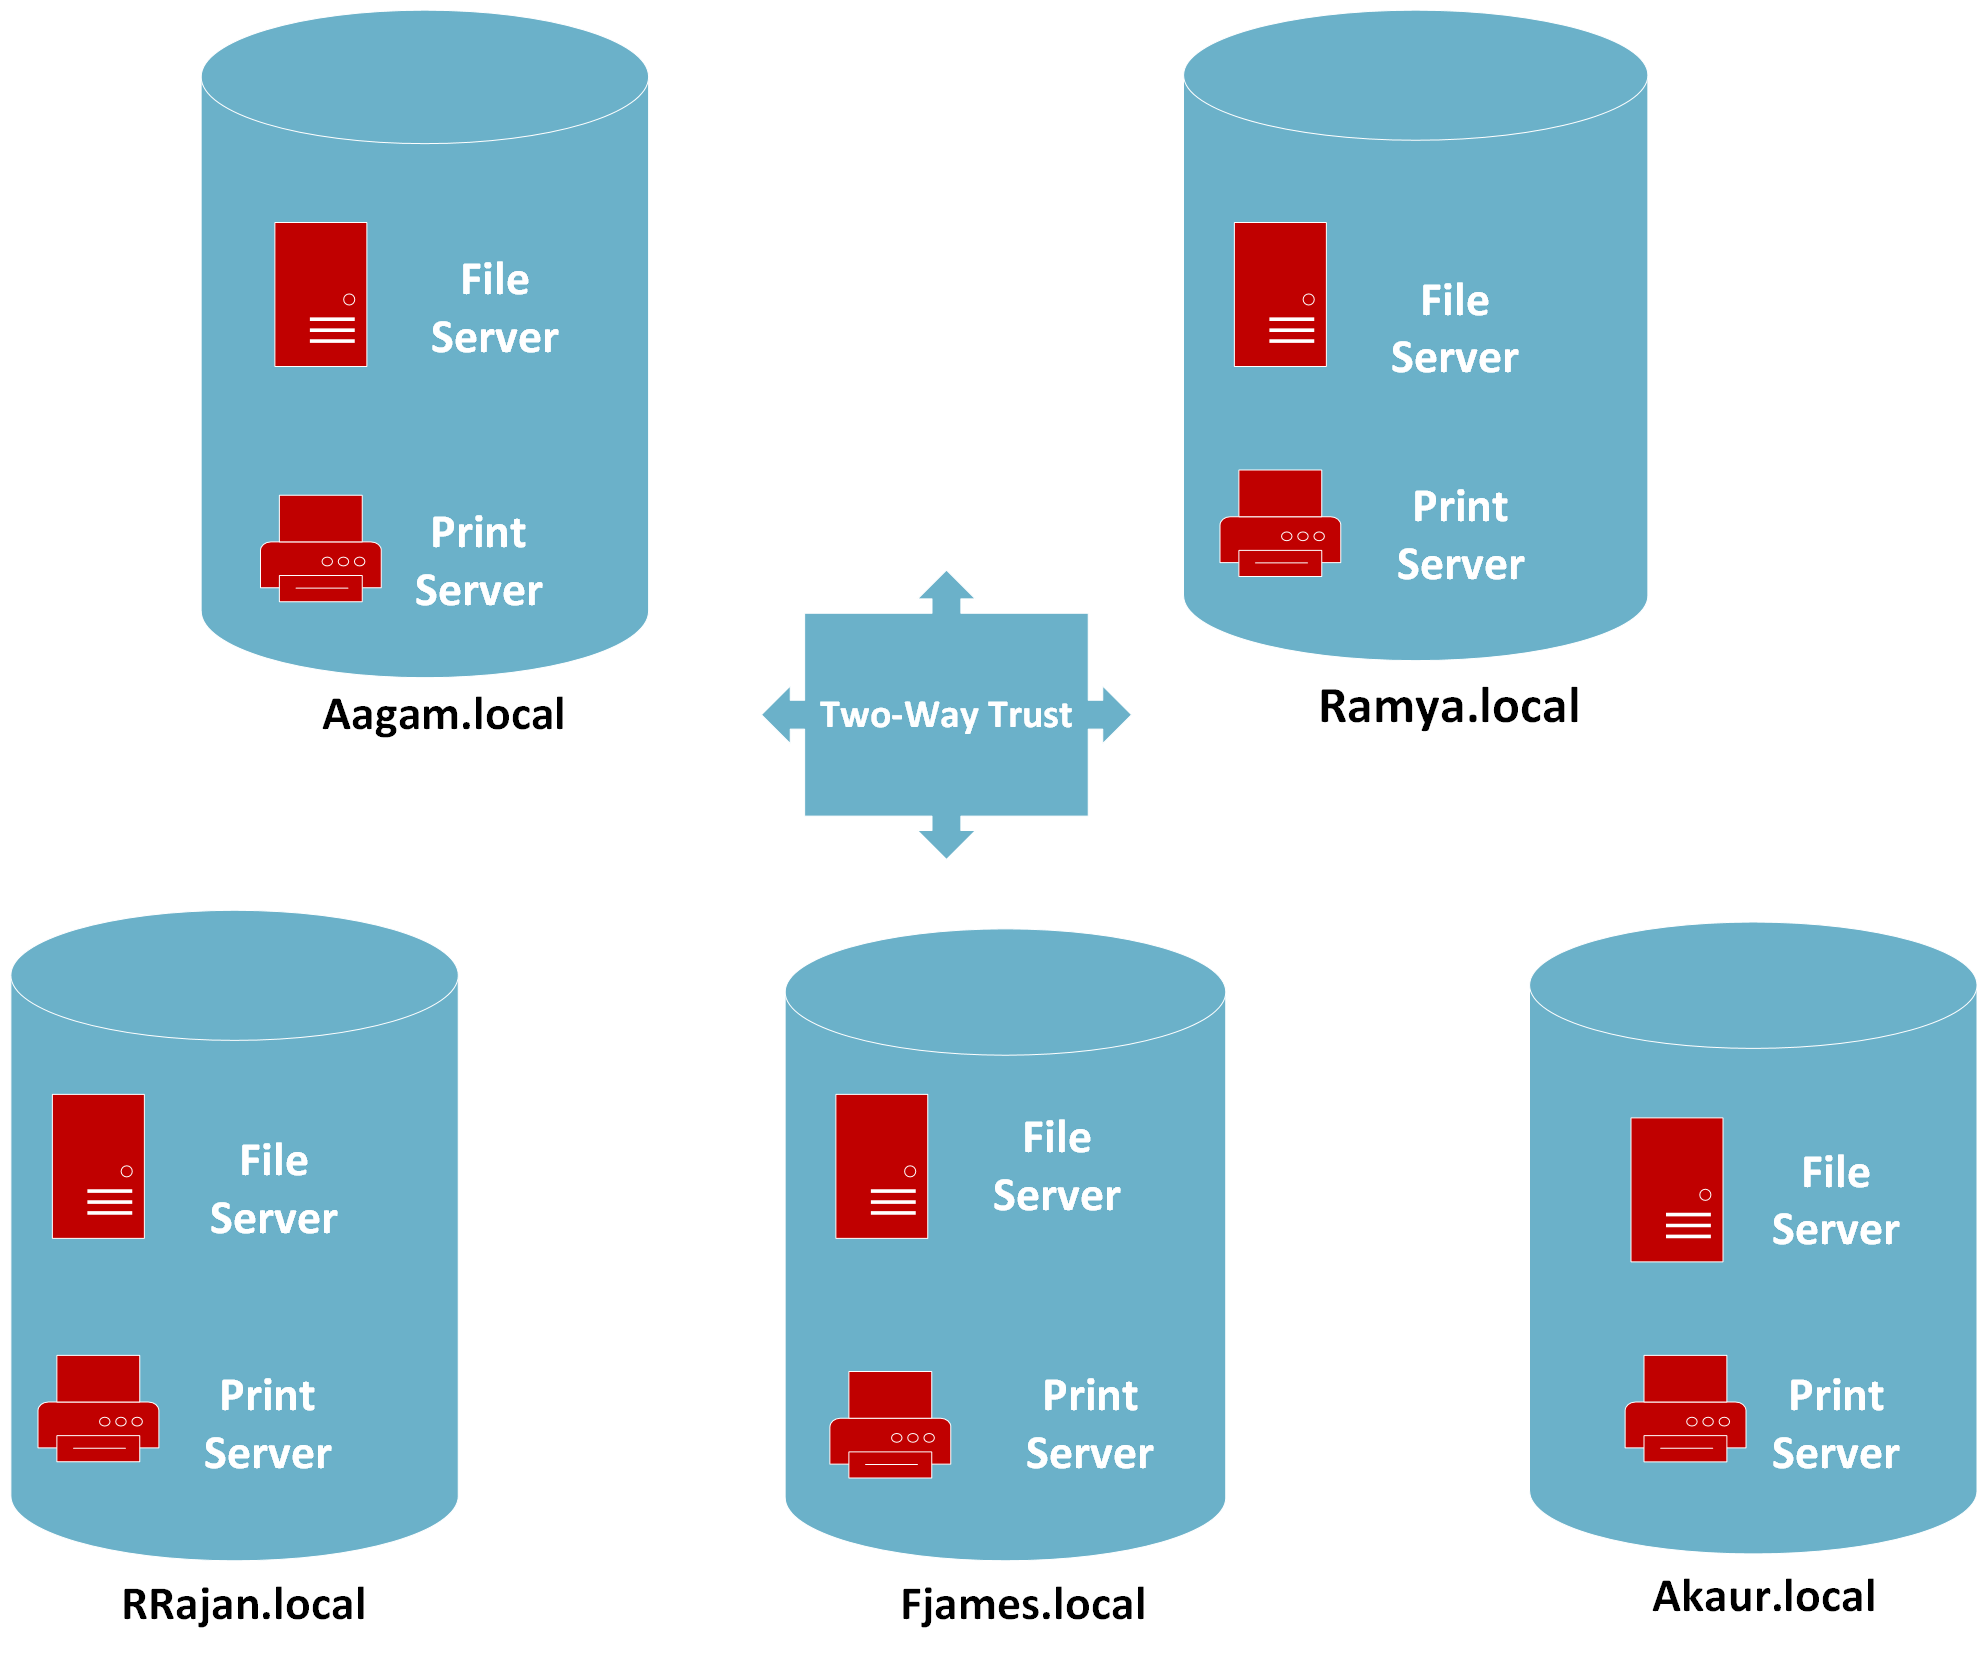 File
Server
Print
Server
Aagam.local
File
Server
Print
Server
Ramya.local
Two-Way Trust
File
Server
Print
Server
RRajan.local
File
Server
Print
Server
Fjames.local
File
Server
Print
Server
Akaur.local